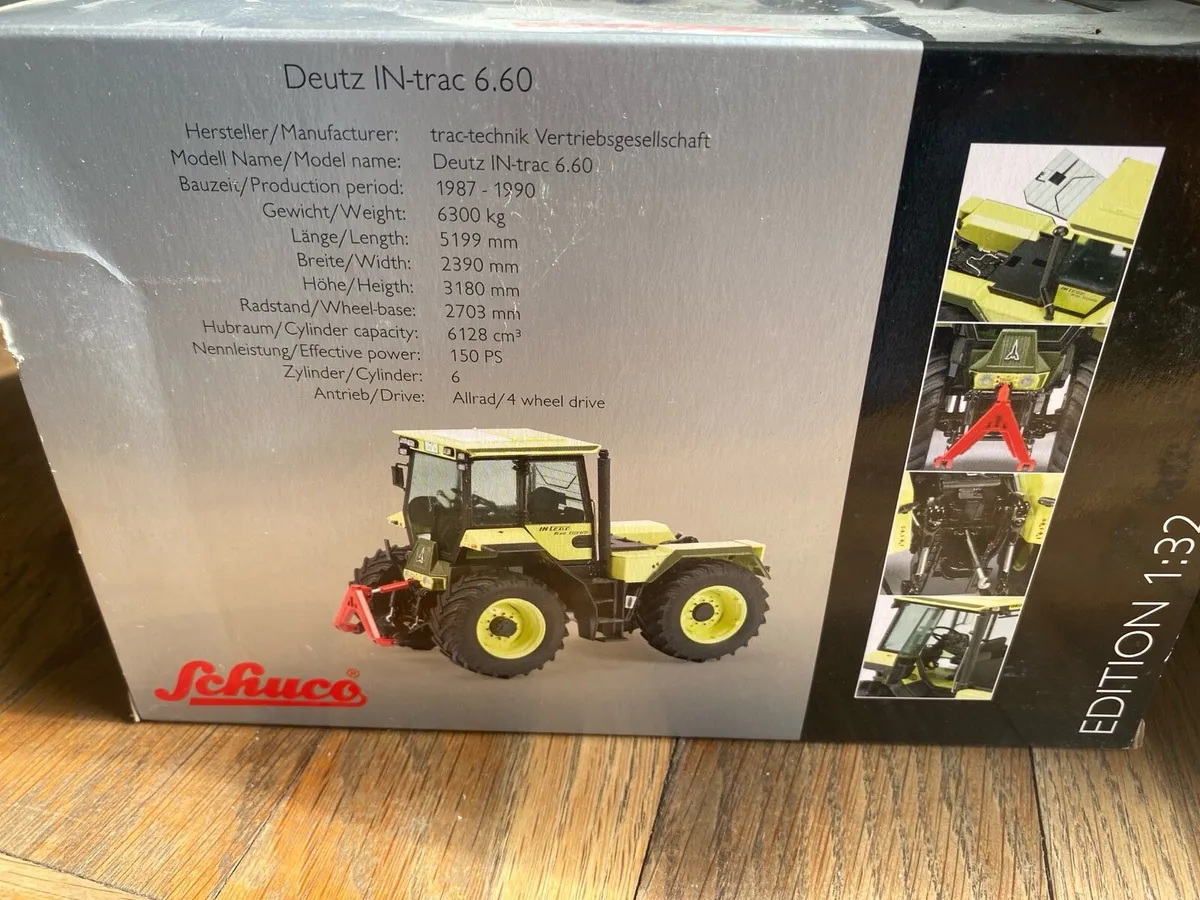 Deutz IN-trac 6.60
Hersteller/Manufacturer: trac-technik Vertriebsgesellschaft
Modell Name/Model name: Deutz IN-trac 6.60
Bauzeit/Production period: 1987 - 1990
Gewicht/Weight: 6300 kg
Länge/Length: 5199 mm
Breite/Width: 2390 mm
Höhe/Heigth: 3180 mm
Radstand/Wheel-base: 2703 mm
Hubraum/Cylinder capacity: 6128 cm³
Nennleistung/Effective power: 150 PS
Zylinder/Cylinder: 6
Antrieb/Drive: Allrad/4 wheel drive
Schuco®
EDITION 1:32